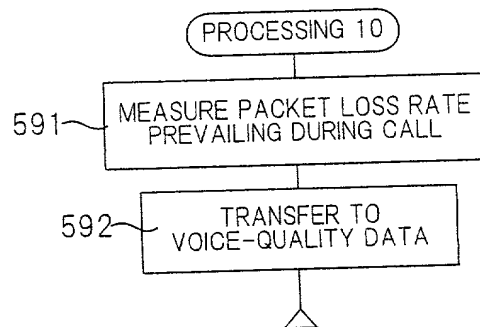 PROCESSING 10
591
MEASURE PACKET LOSS RATE
PREVAILING DURING CALL
592
TRANSFER TO
VOICE-QUALITY DATA